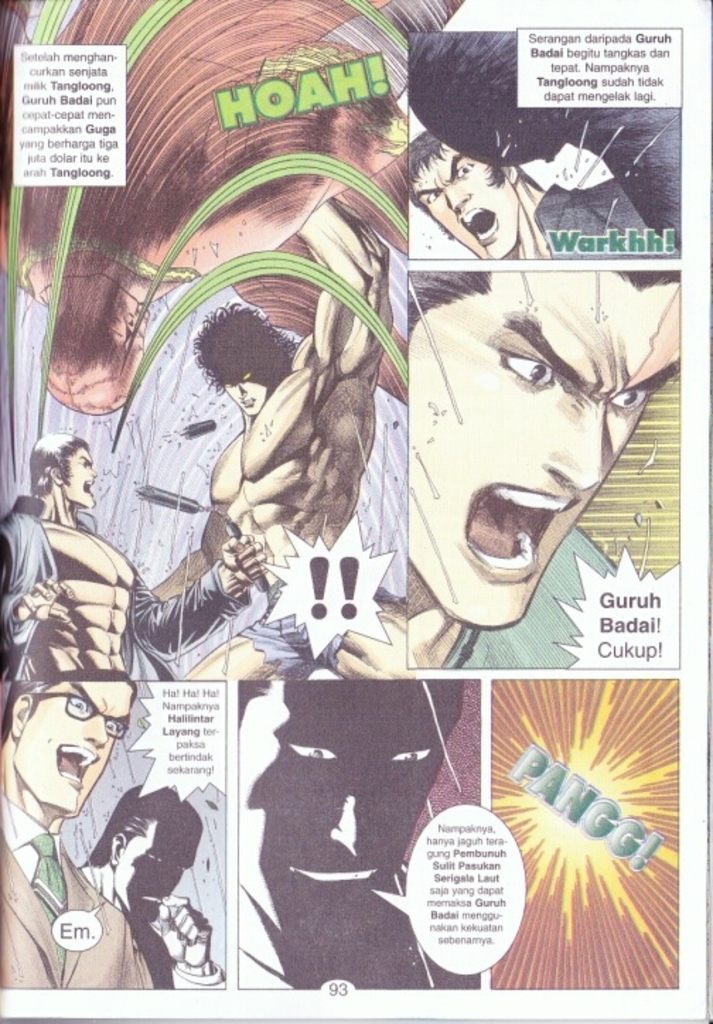 Setelah menghan-
curkan senjata
milik Tangloong,
Guruh Badai pun
cepat-cepat men-
campakkan Guga
yang berharga tiga
juta dolar itu ke
arah Tangloong.
HOAH!
Serangan daripada Guruh
Badai begitu tangkas dan
tepat. Nampaknya
Tangloong sudah tidak
dapat mengelak lagi.
Warkhh!
!!
Guruh
Badai!
Cukup!
Ha! Ha! Ha!
Nampaknya
Halilintar
Layang ter-
paksa
bertindak
sekarang!
Em.
Nampaknya,
hanya jaguh tera-
gung Pembunuh
Sulit Pasukan
Serigala Laut
saja yang dapat
memaksa Guruh
Badai menggu-
nakan kekuatan
sebenarnya.
PANGG!
93